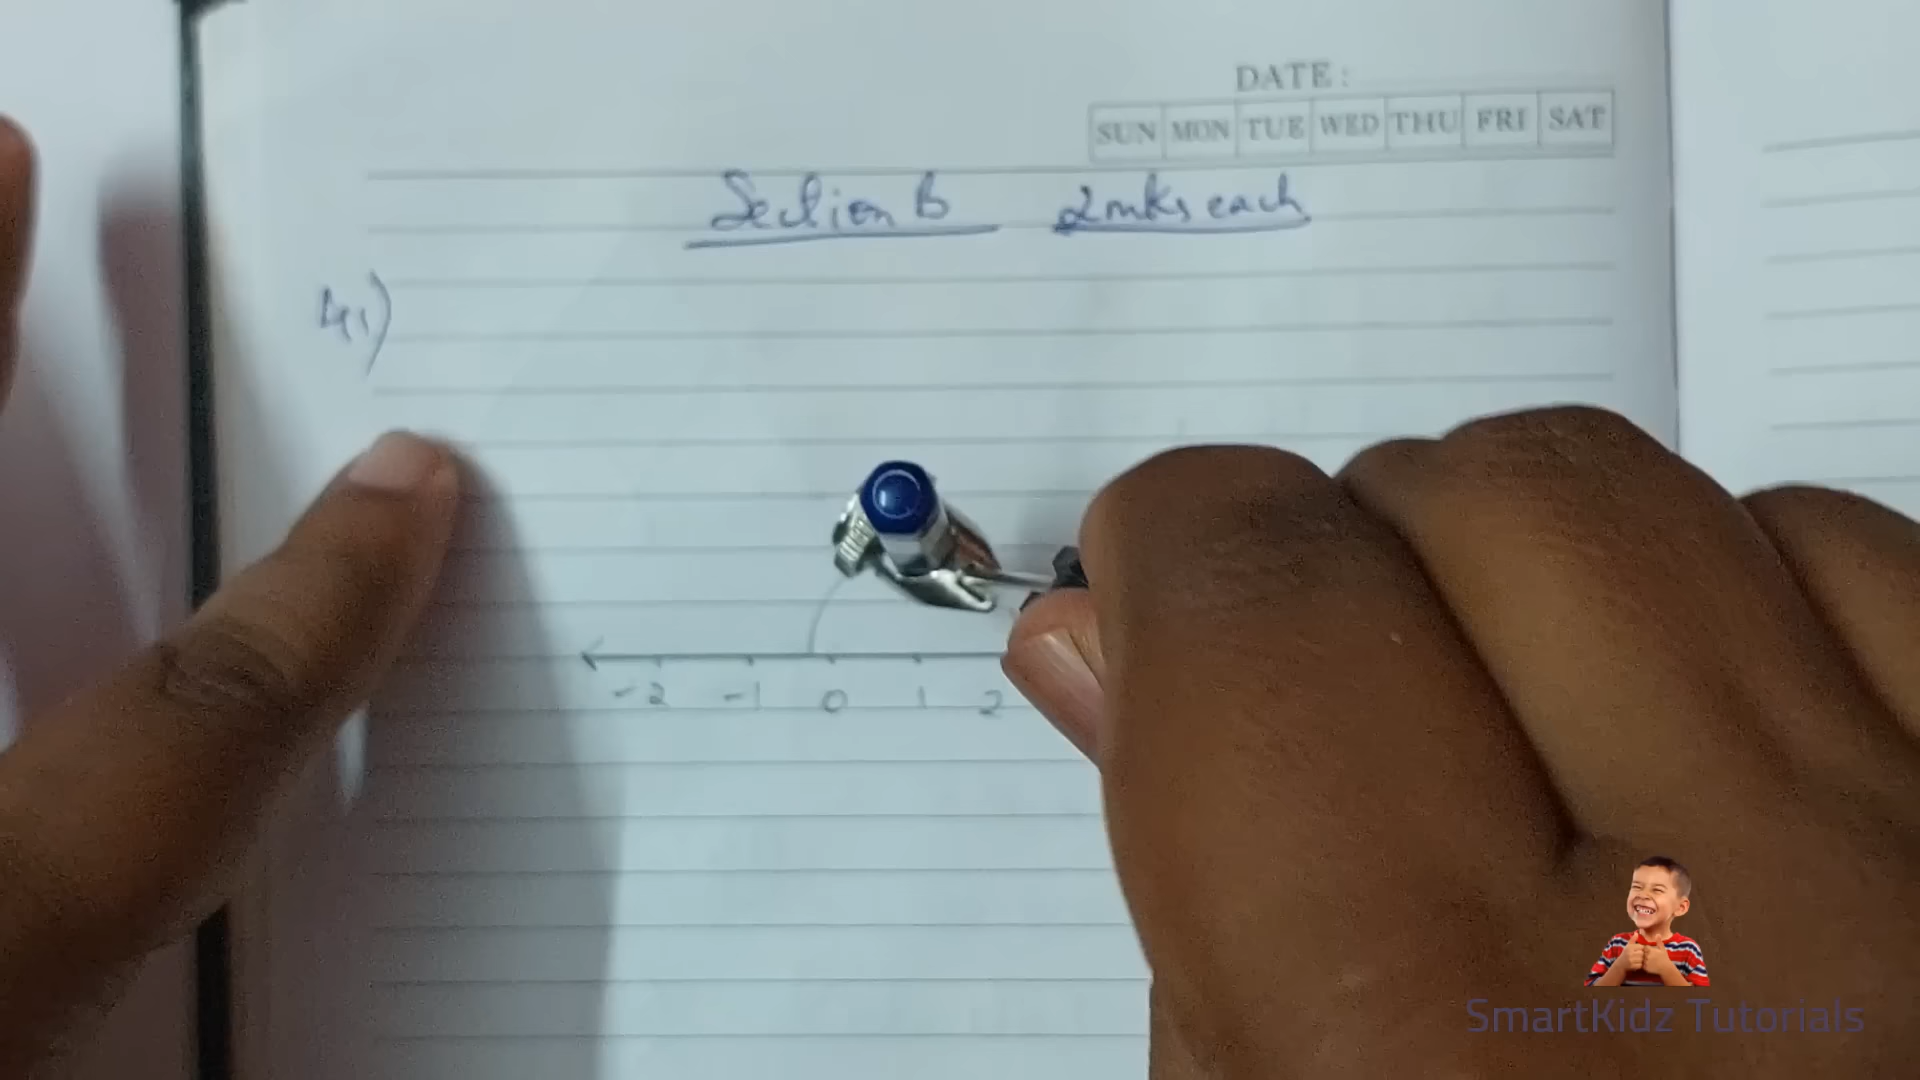 DATE:
SUN MON TUE WED THU FRI SAT
Section B 2mks each
41)
-2 -1 0 1 2
SmartKidz Tutorials